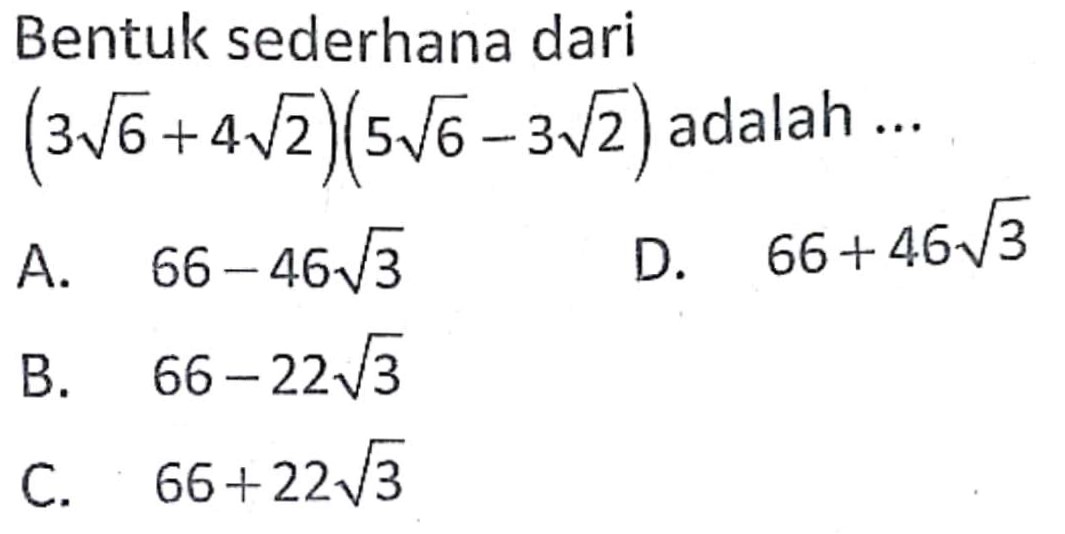 Bentuk sederhana dari
(3√6 + 4√2)(5√6 − 3√2) adalah ...
A. 66 − 46√3
D. 66 + 46√3
B. 66 − 22√3
C. 66 + 22√3